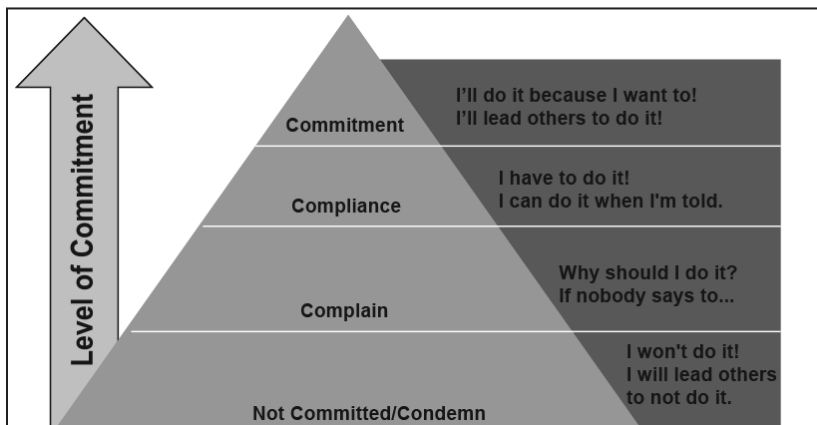 Level of Commitment
Commitment
I'll do it because I want to!
I'll lead others to do it!
Compliance
I have to do it!
I can do it when I'm told.
Complain
Why should I do it?
If nobody says to...
Not Committed/Condemn
I won't do it!
I will lead others
to not do it.